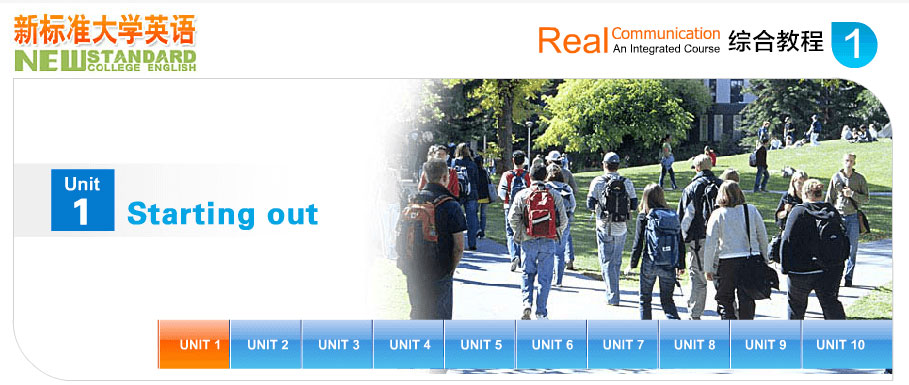 新标准大学英语
NEW STANDARD
COLLEGE ENGLISH
Real Communication
An Integrated Course
综合教程 1
Unit
1
Starting out
UNIT 1 UNIT 2 UNIT 3 UNIT 4 UNIT 5 UNIT 6 UNIT 7 UNIT 8 UNIT 9 UNIT 10